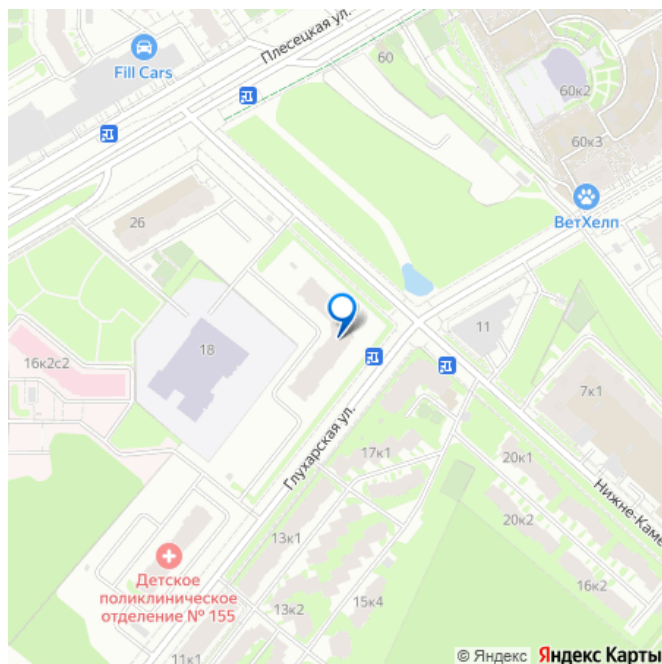 Плесецкая ул.
60
Fill Cars
60к2
60к3
ВетХелп
26
11
18
16к2с2
7к1
Глухарская ул.
17к1
20к1
Нижне-Каме
20к2
13к1
16к2
Детское
поликлиническое
отделение № 155
13к2
15к4
11к1
© Яндекс Яндекс Карты